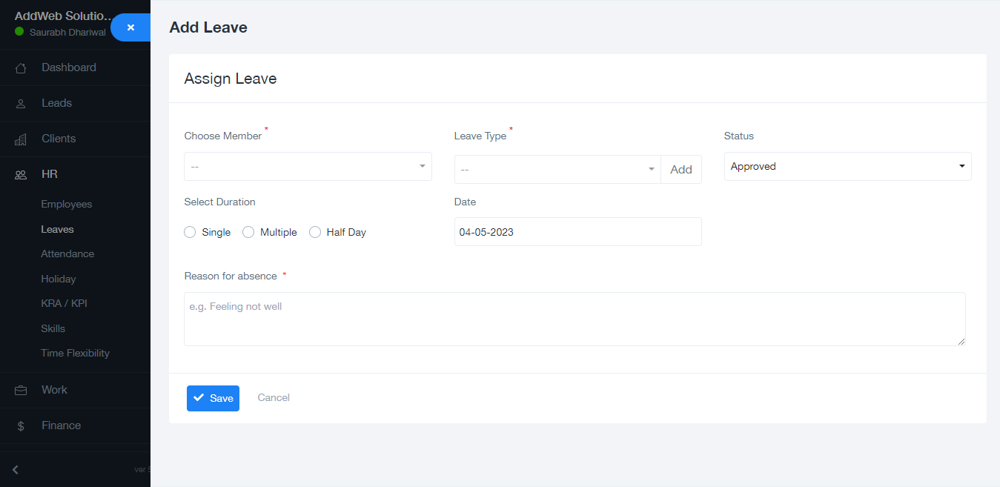 AddWeb Solutio...
Saurabh Dhariwal
Dashboard
Leads
Clients
HR
Employees
Leaves
Attendance
Holiday
KRA / KPI
Skills
Time Flexibility
Work
$ Finance
ver
Add Leave
Assign Leave
Choose Member *
Leave Type *
Status
--
--
Add
Approved
Select Duration
Date
Single
Multiple
Half Day
04-05-2023
Reason for absence *
e.g. Feeling not well
Save
Cancel